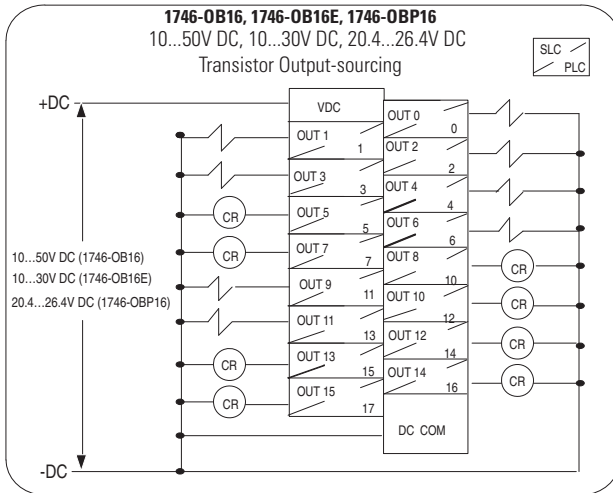 1746-OB16, 1746-OB16E, 1746-OBP16
10...50V DC, 10...30V DC, 20.4...26.4V DC
Transistor Output-sourcing
SLC
PLC
+DC
VDC
OUT 0
0
OUT 1
1
OUT 2
2
OUT 3
3
OUT 4
4
CR
OUT 5
5
OUT 6
6
CR
OUT 7
7
OUT 8
10
CR
10...50V DC (1746-OB16)
10...30V DC (1746-OB16E)
20.4...26.4V DC (1746-OBP16)
OUT 9
11
OUT 10
12
CR
OUT 11
13
OUT 12
14
CR
CR
OUT 13
15
OUT 14
16
CR
CR
OUT 15
17
DC COM
-DC